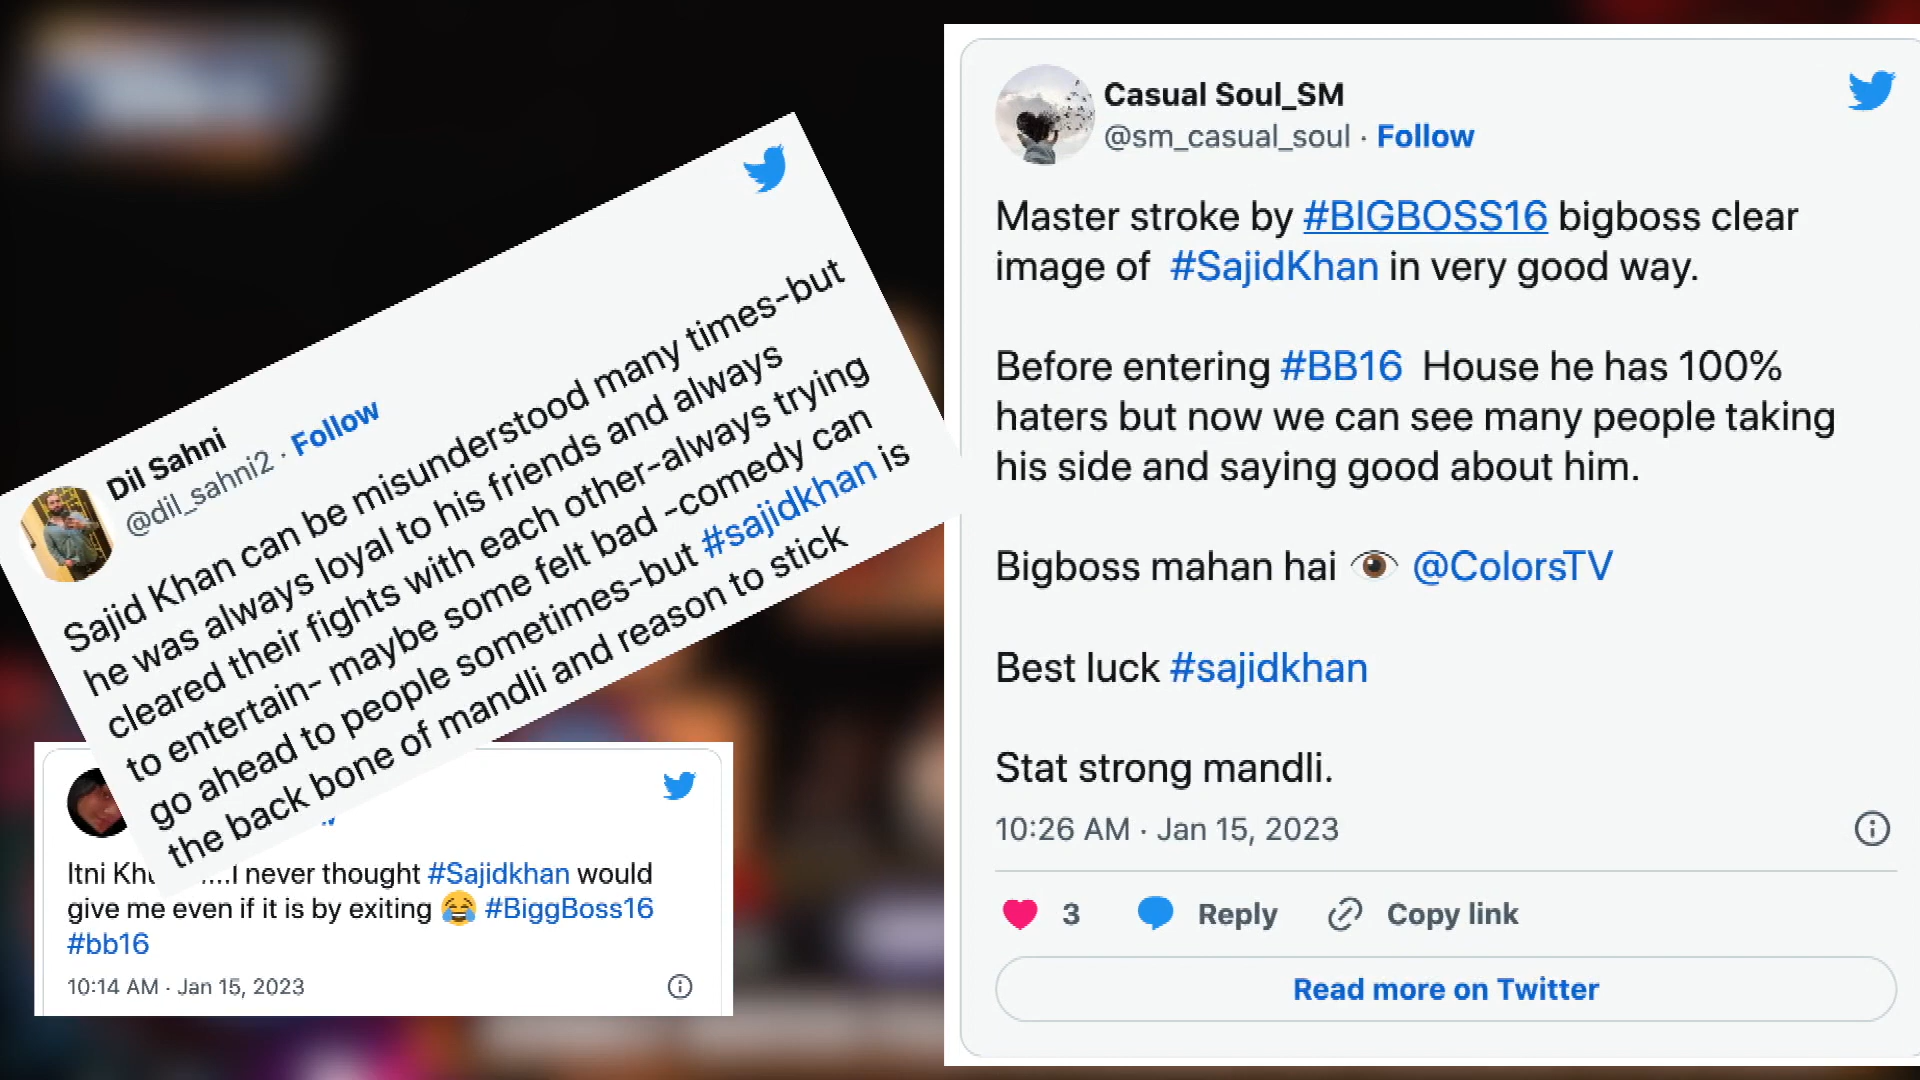 Dil Sahni
@dil_sahni2 · Follow
Sajid Khan can be misunderstood many times-but
he was always loyal to his friends and always
cleared their fights with each other-always trying
to entertain- maybe some felt bad -comedy can
go ahead to people sometimes-but #sajidkhan is
the back bone of mandli and reason to stick
Itni ....I never thought #Sajidkhan would
give me even if it is by exiting 😂 #BiggBoss16
#bb16
10:14 AM · Jan 15, 2023
Casual Soul_SM
@sm_casual_soul · Follow
Master stroke by #BIGBOSS16 bigboss clear
image of #SajidKhan in very good way.
Before entering #BB16 House he has 100%
haters but now we can see many people taking
his side and saying good about him.
Bigboss mahan hai 👁️ @ColorsTV
Best luck #sajidkhan
Stat strong mandli.
10:26 AM · Jan 15, 2023
3 Reply Copy link
Read more on Twitter